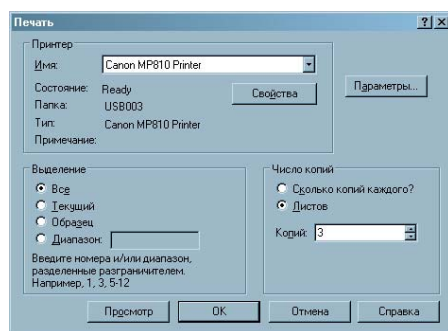 Печать
Принтер
Имя: Canon MP810 Printer
Состояние: Ready
Свойства
Параметры...
Папка: USB003
Тип: Canon MP810 Printer
Примечание:
Выделение
Все
Текущий
Образец
Диапазон:
Введите номера и/или диапазон,
разделенные разграничителем.
Например, 1, 3, 5-12
Число копий
Сколько копий каждого?
Листов
Копий: 3
Просмотр
OK
Отмена
Справка